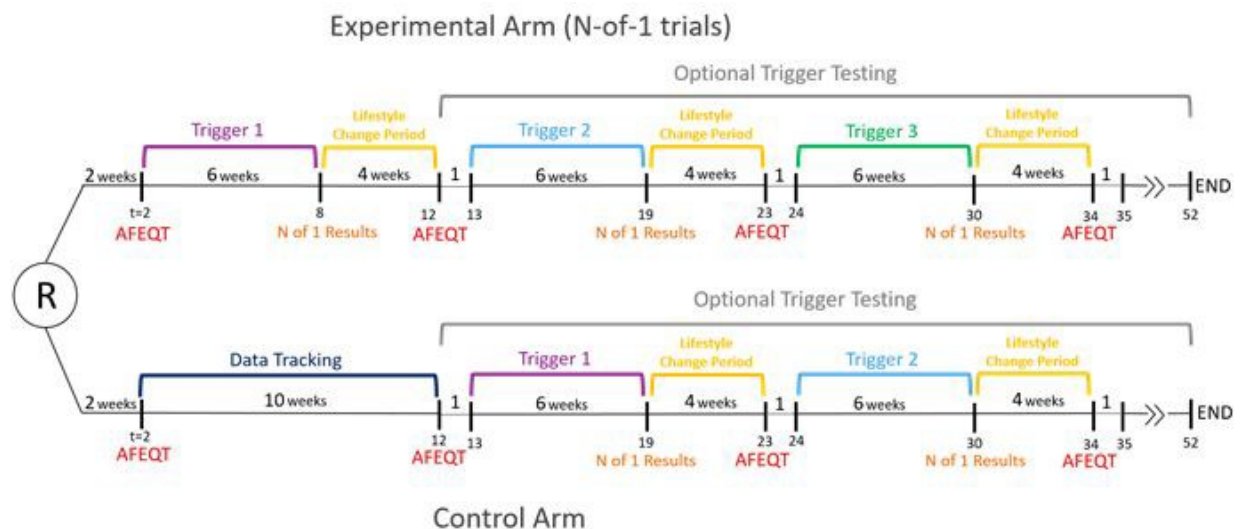 Experimental Arm (N-of-1 trials)
Optional Trigger Testing
Trigger 1
Lifestyle
Change Period
Trigger 2
Lifestyle
Change Period
Trigger 3
Lifestyle
Change Period
2 weeks
6 weeks
4 weeks
1
6 weeks
4 weeks
1
6 weeks
4 weeks
1
END
t=2
8
12
13
19
23
24
30
34
35
52
AFEQT
N of 1 Results
AFEQT
N of 1 Results
AFEQT
N of 1 Results
AFEQT
R
Optional Trigger Testing
Data Tracking
Trigger 1
Lifestyle
Change Period
Trigger 2
Lifestyle
Change Period
2 weeks
10 weeks
1
6 weeks
4 weeks
1
6 weeks
4 weeks
1
END
t=2
12
13
19
23
24
30
34
35
52
AFEQT
AFEQT
N of 1 Results
AFEQT
N of 1 Results
AFEQT
Control Arm